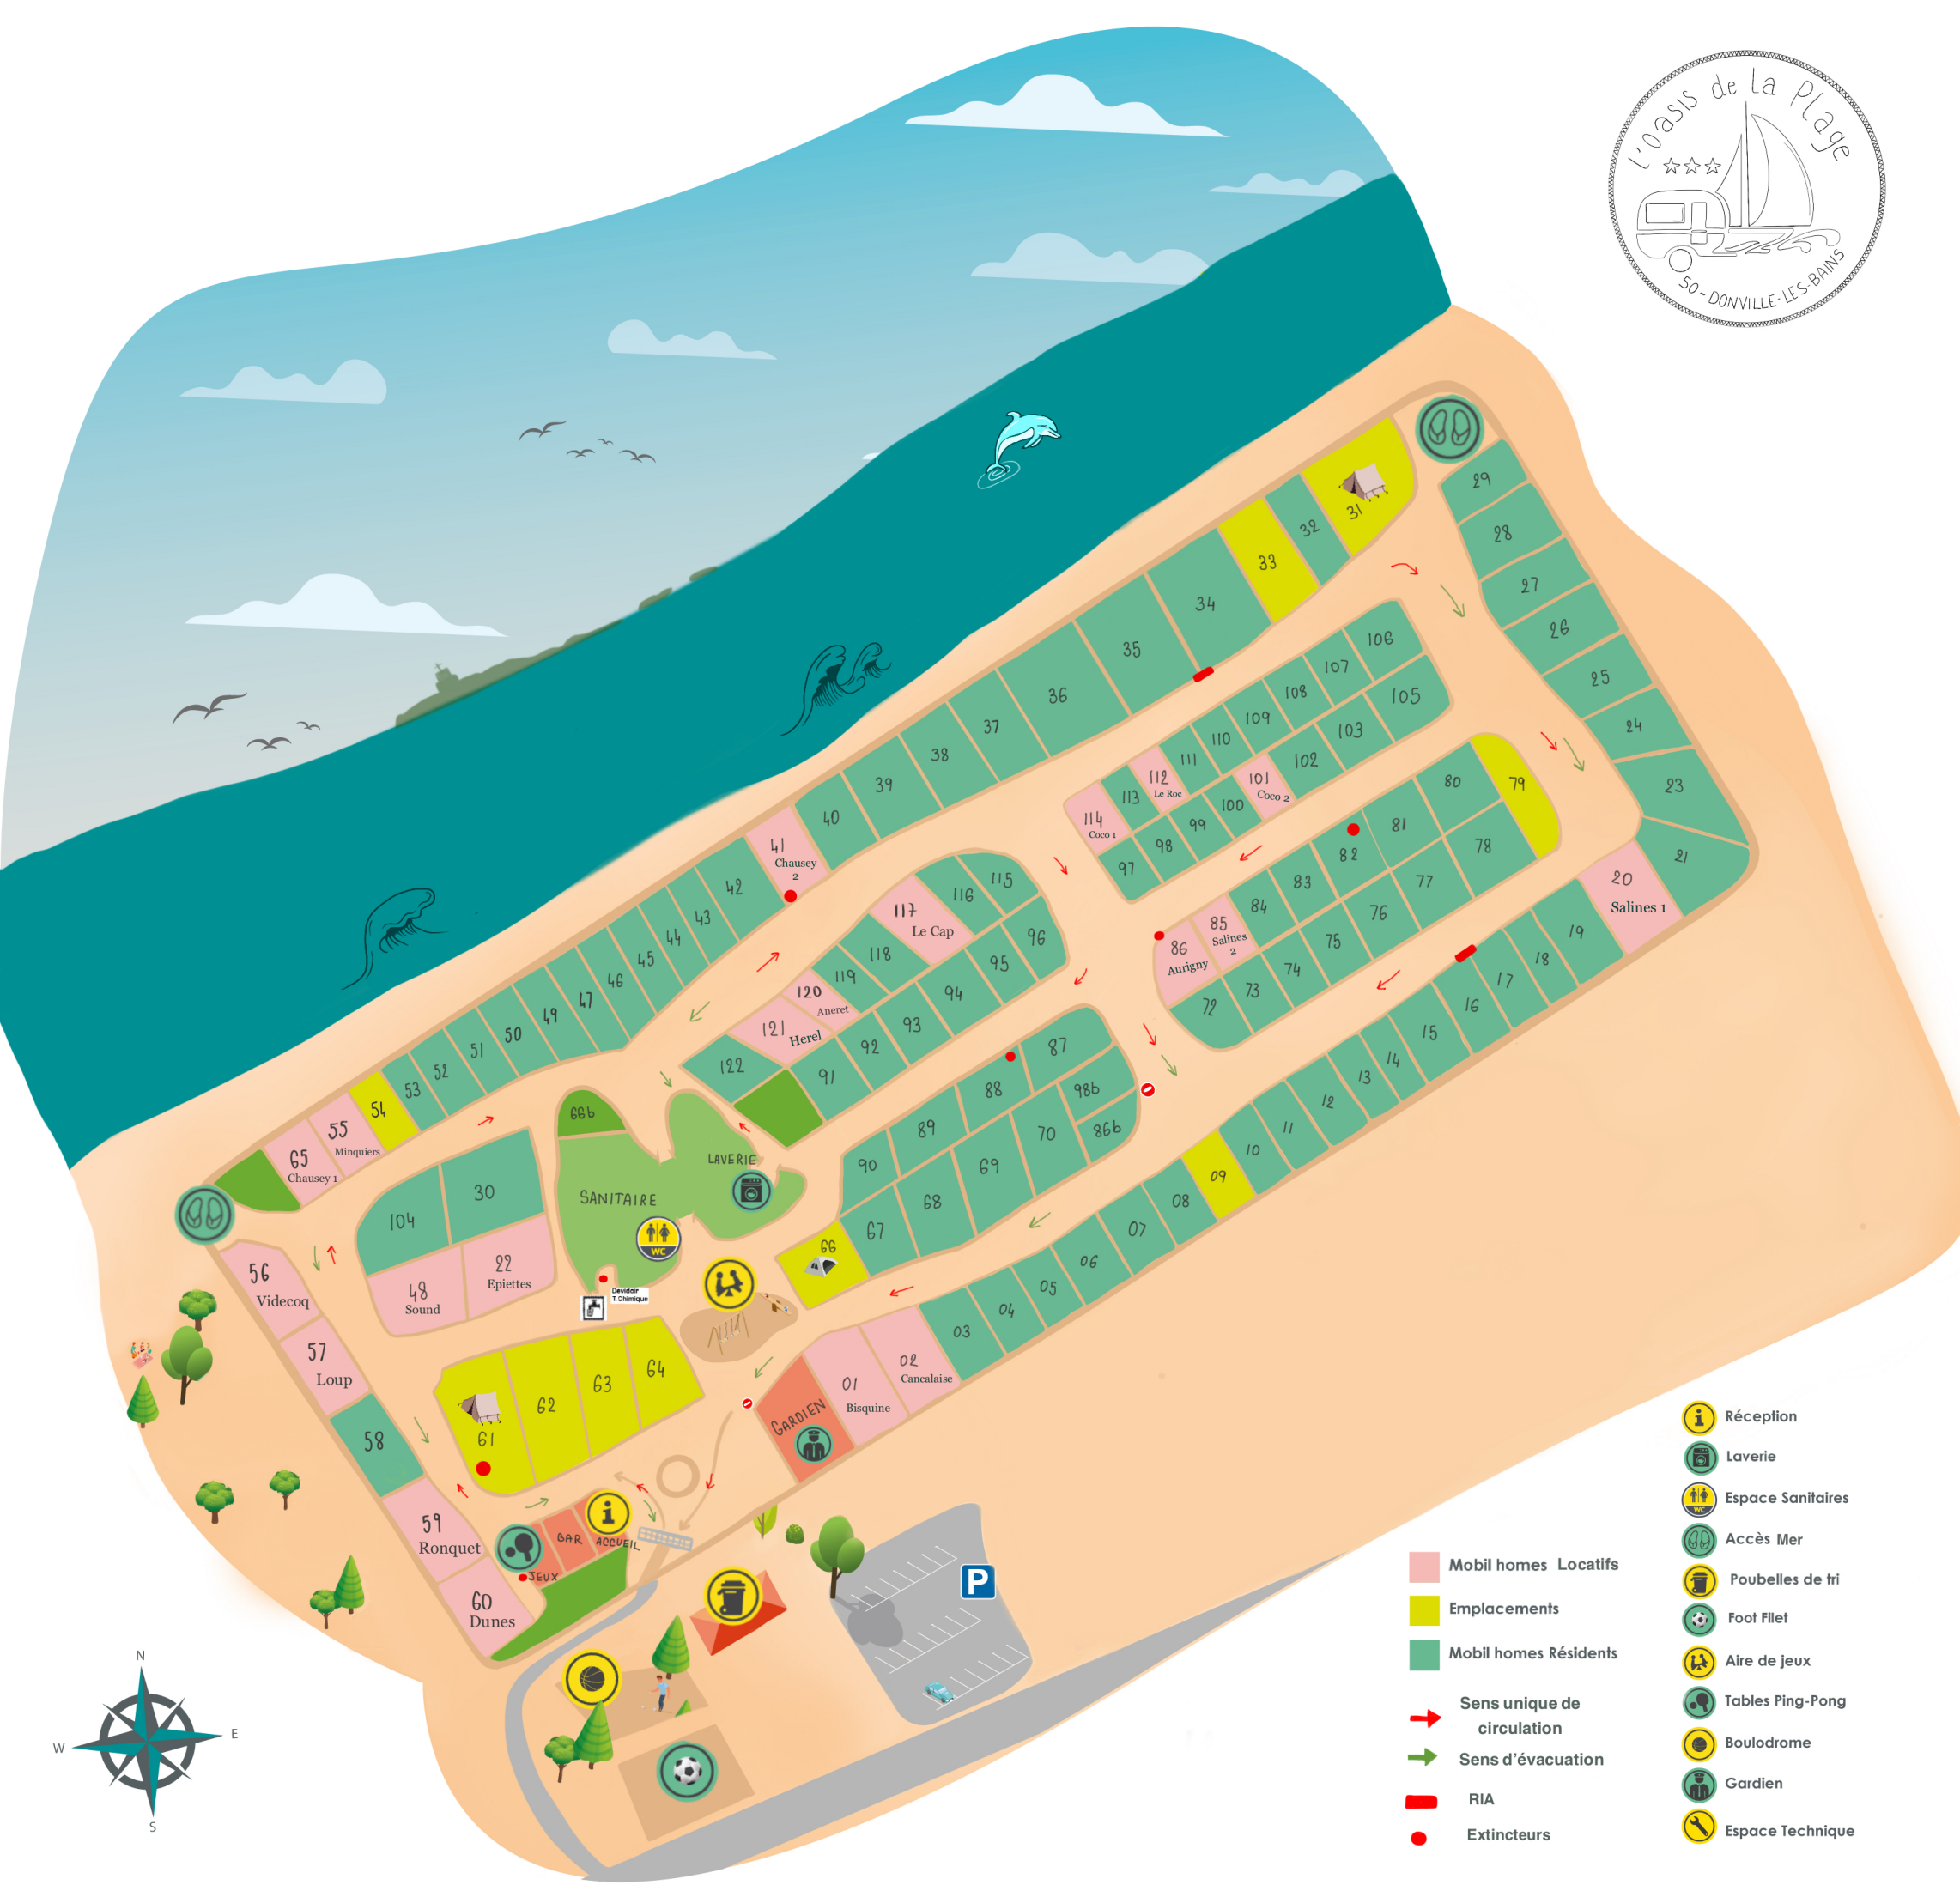 L'Oasis de La Plage
50 - DONVILLE-LES-BAINS
29
28
27
26
25
24
23
21
20
Salines 1
19
18
17
16
15
14
13
12
11
10
09
08
07
06
05
04
03
02
Cancalaise
01
Bisquine
GARDIEN
31
32
33
34
35
36
37
38
39
40
41
Chausey
2
42
43
44
45
46
47
49
50
51
52
53
54
55
Minquiers
65
Chausey 1
106
107
108
109
110
111
112
Le Roc
113
114
Coco 1
105
103
102
101
Coco 2
100
99
98
97
79
80
81
82
83
84
85
Salines
2
86
Aurigny
78
77
76
75
74
73
72
115
116
117
Le Cap
118
119
120
Aneret
121
Herel
122
96
95
94
93
92
91
87
88
89
90
98b
86b
70
69
68
67
66
66b
SANITAIRE
LAVERIE
WC
Devidoir
T.Chimique
104
30
48
Sound
22
Epiettes
56
Videcoq
57
Loup
58
59
Ronquet
60
Dunes
61
62
63
64
JEUX
BAR
ACCUEIL
P
N
W
E
S
Mobil homes Locatifs
Emplacements
Mobil homes Résidents
Sens unique de
circulation
Sens d'évacuation
RIA
Extincteurs
Réception
Laverie
WC
Espace Sanitaires
Accès Mer
Poubelles de tri
Foot Filet
Aire de jeux
Tables Ping-Pong
Boulodrome
Gardien
Espace Technique